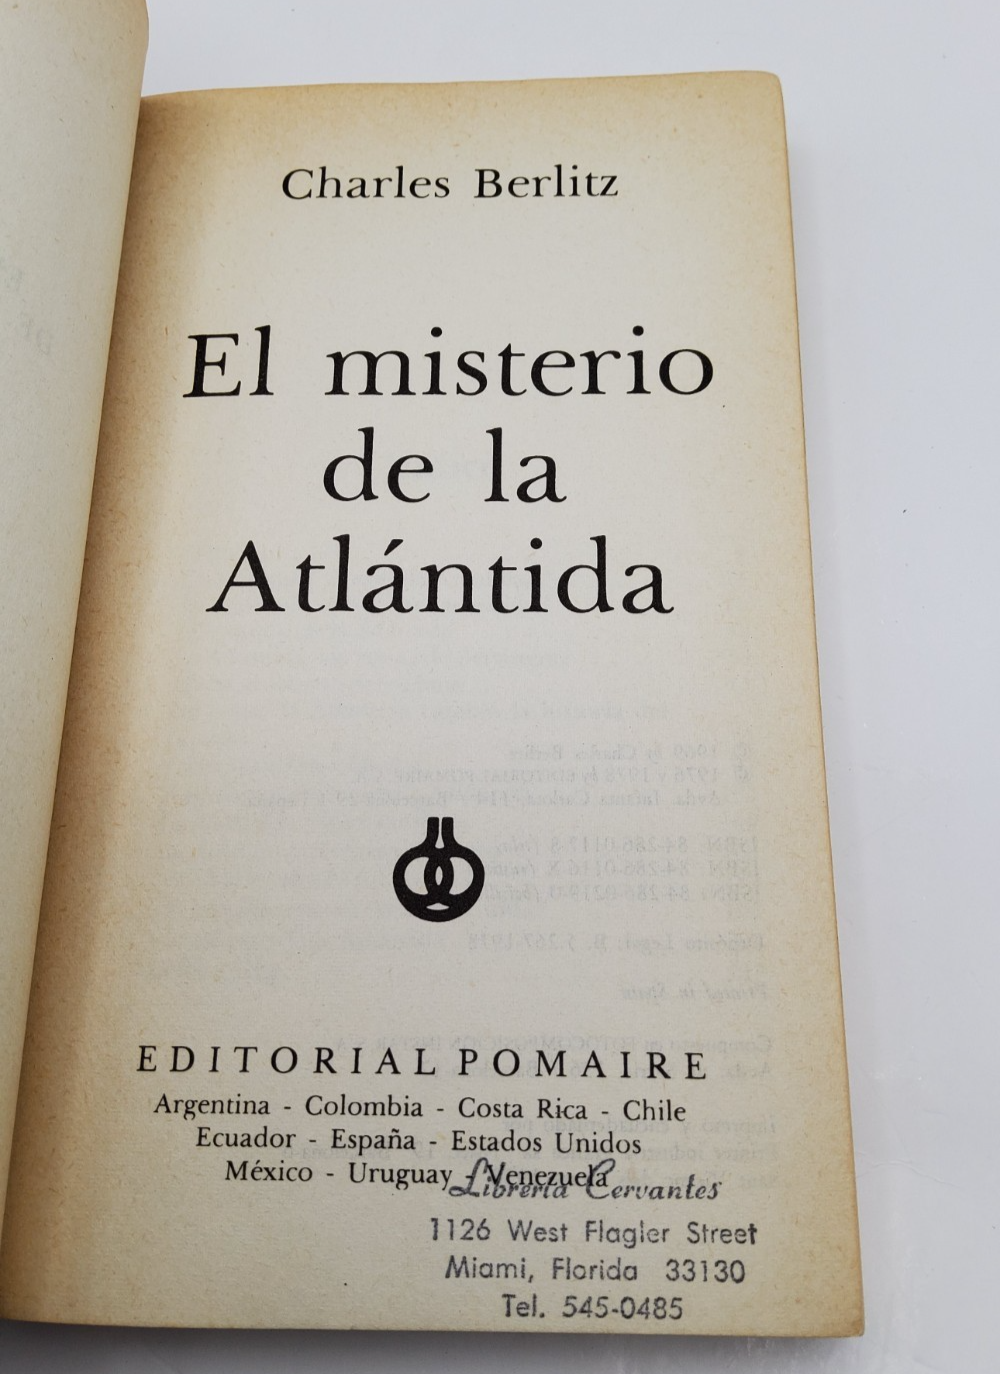 Charles Berlitz
El misterio
de la
Atlántida
EDITORIAL POMAIRE
Argentina - Colombia - Costa Rica - Chile
Ecuador - España - Estados Unidos
México - Uruguay - Venezuela
Librería Cervantes
1126 West Flagler Street
Miami, Florida 33130
Tel. 545-0485